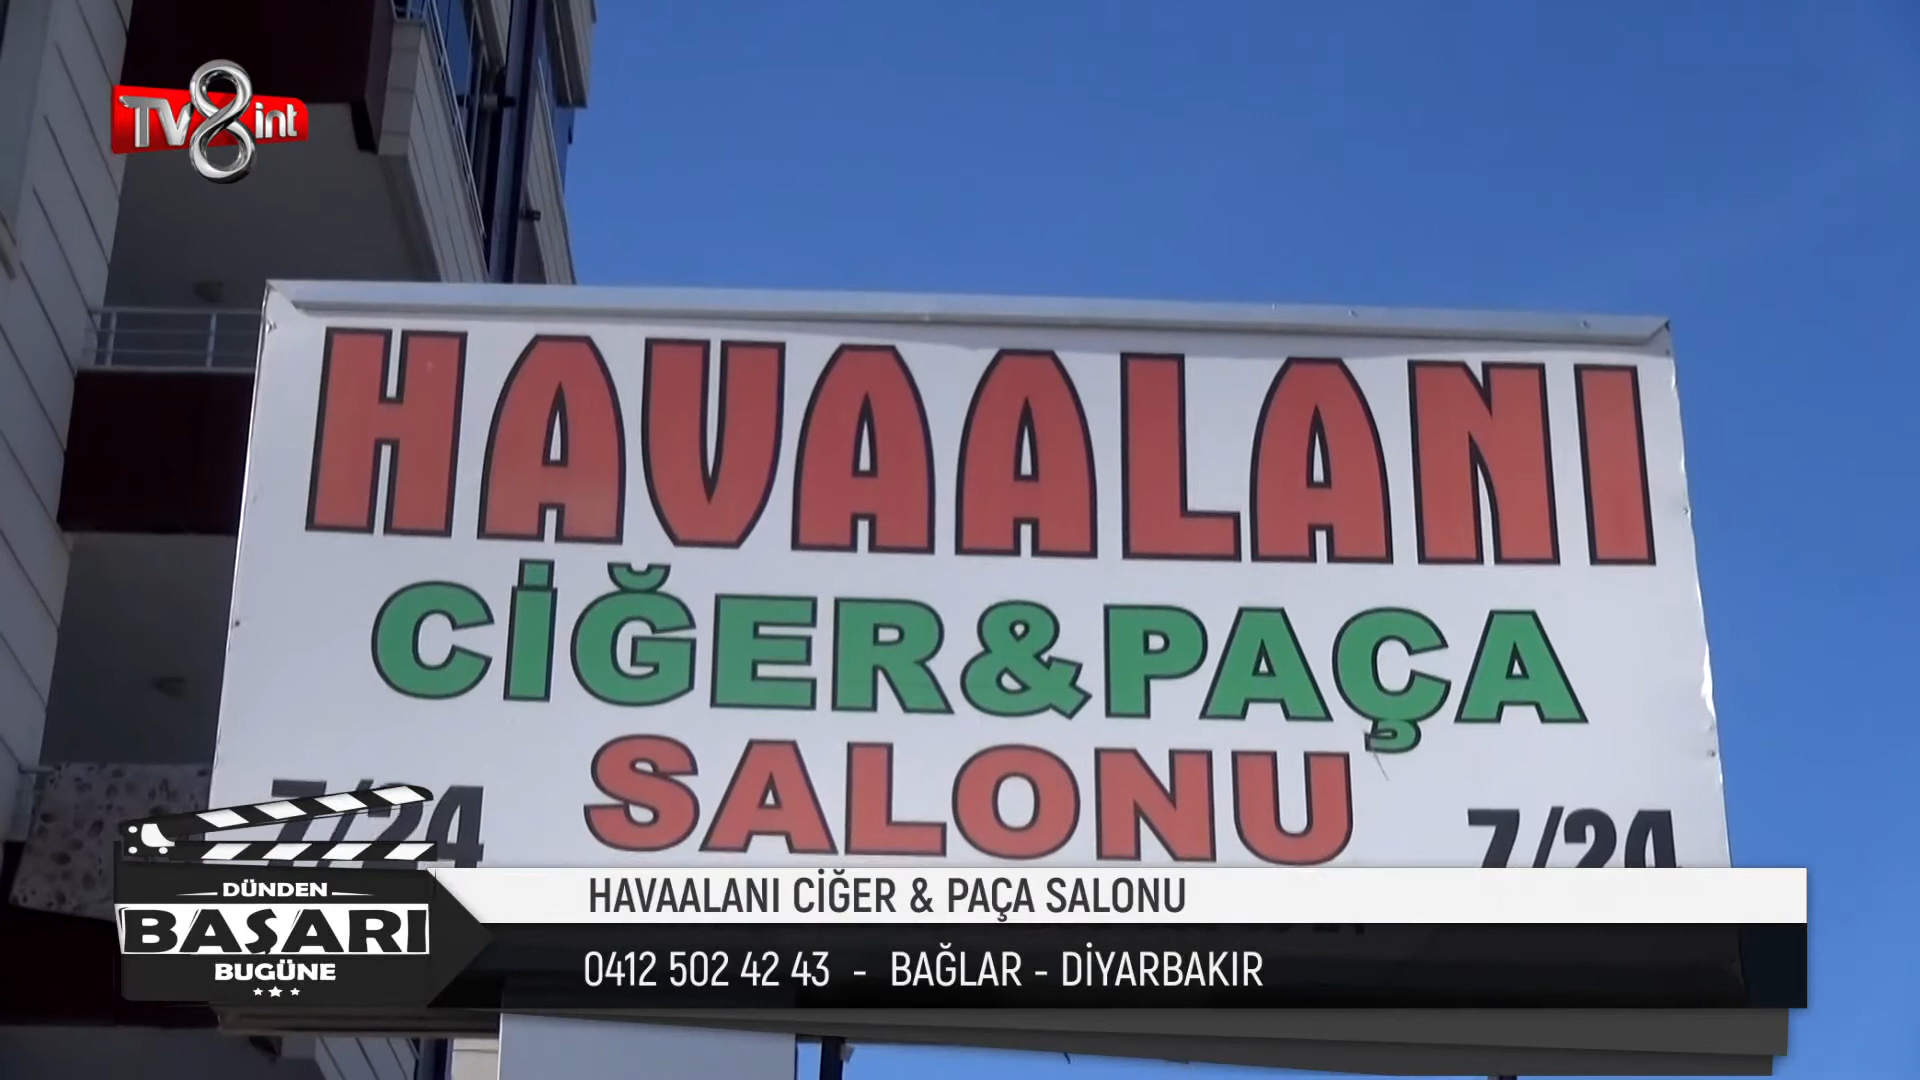 TV8int
HAVAALANI
CİĞER&PAÇA
SALONU
7/24
7/24
HAVAALANI CİĞER & PAÇA SALONU
DÜNDEN
BAŞARI
BUGÜNE
0412 502 42 43 - BAĞLAR - DİYARBAKIR